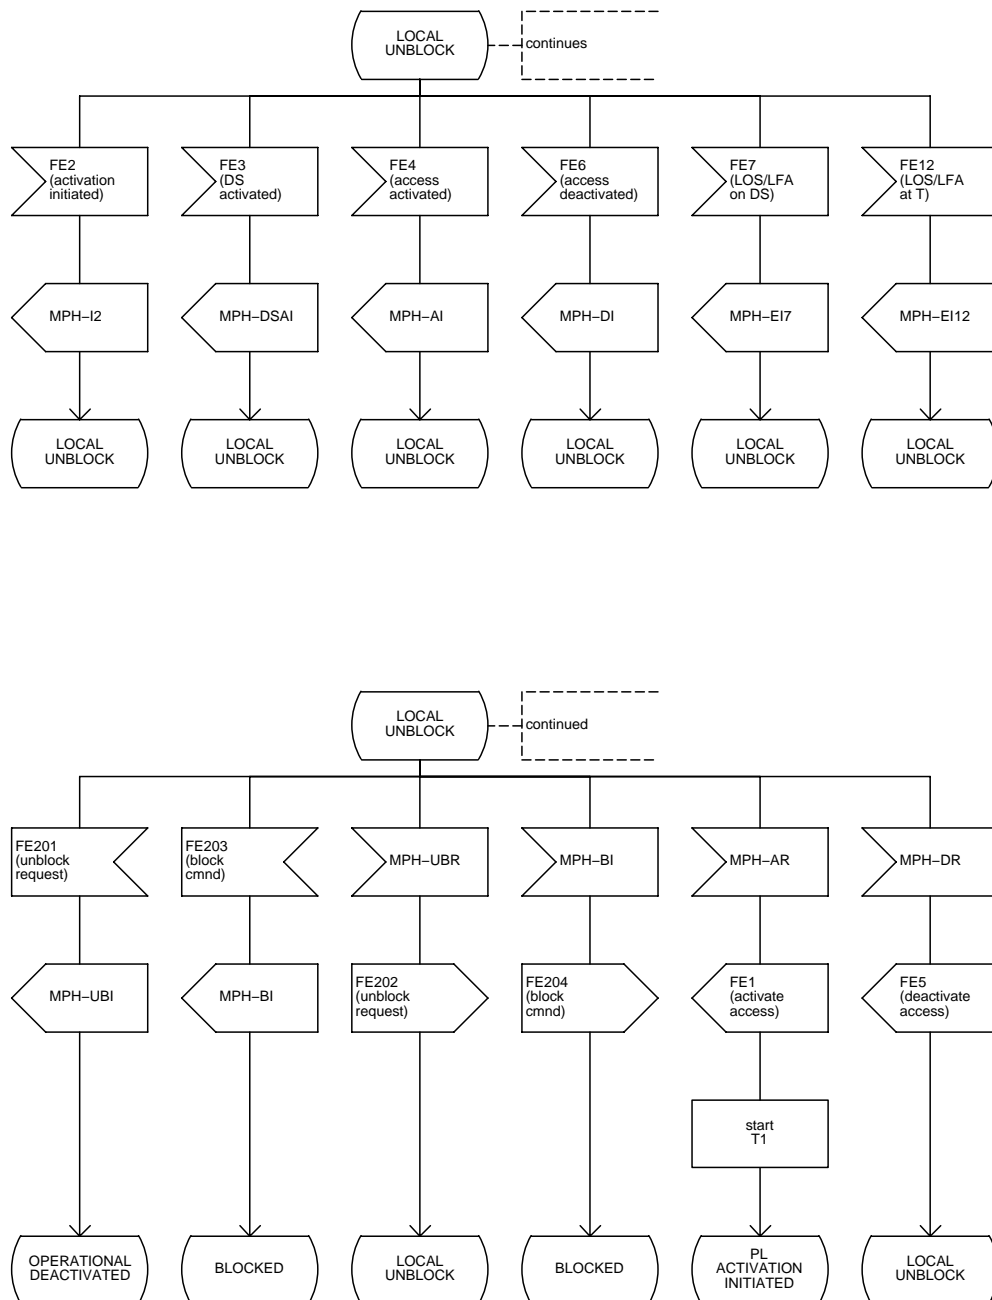 LOCAL
UNBLOCK
continues
FE2
(activation
initiated)
FE3
(DS
activated)
FE4
(access
activated)
FE6
(access
deactivated)
FE7
(LOS/LFA
on DS)
FE12
(LOS/LFA
at T)
MPH−I2
MPH−DSAI
MPH−AI
MPH−DI
MPH−EI7
MPH−EI12
LOCAL
UNBLOCK
LOCAL
UNBLOCK
LOCAL
UNBLOCK
LOCAL
UNBLOCK
LOCAL
UNBLOCK
LOCAL
UNBLOCK
LOCAL
UNBLOCK
continued
FE201
(unblock
request)
FE203
(block
cmnd)
MPH−UBR
MPH−BI
MPH−AR
MPH−DR
MPH−UBI
MPH−BI
FE202
(unblock
request)
FE204
(block
cmnd)
FE1
(activate
access)
FE5
(deactivate
access)
start
T1
OPERATIONAL
DEACTIVATED
BLOCKED
LOCAL
UNBLOCK
BLOCKED
PL
ACTIVATION
INITIATED
LOCAL
UNBLOCK